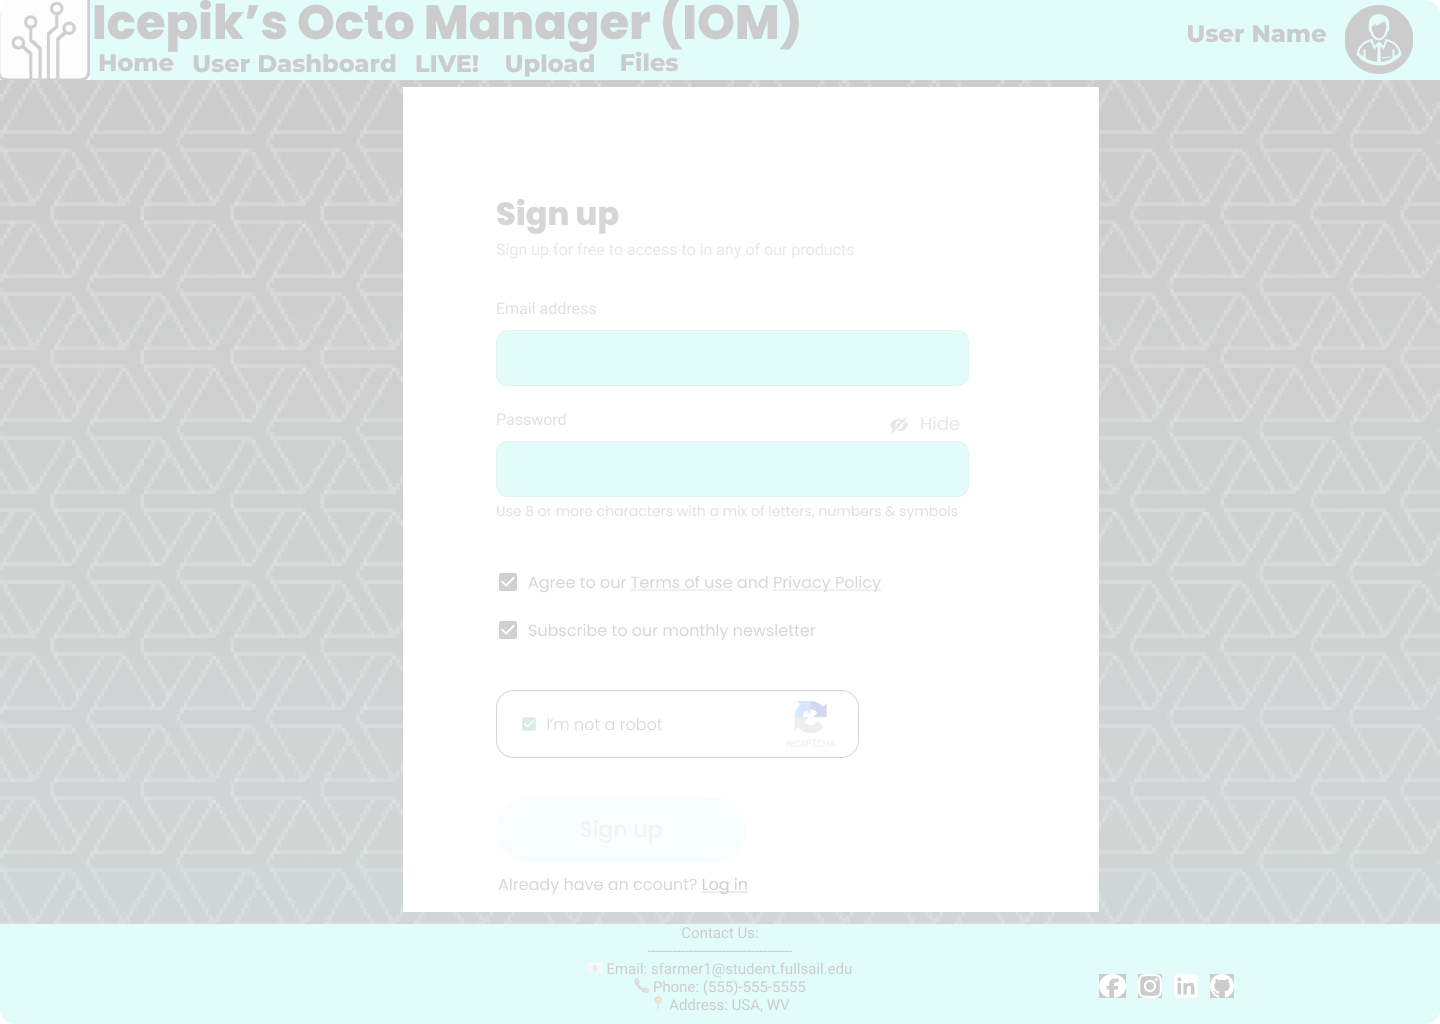 Icepik’s Octo Manager (IOM)
User Name
Home User Dashboard LIVE! Upload Files
Sign up
Sign up for free to access to in any of our products
Email address
Password
Hide
Use 8 or more characters with a mix of letters, numbers & symbols
Agree to our Terms of use and Privacy Policy
Subscribe to our monthly newsletter
I’m not a robot
reCAPTCHA
Sign up
Already have an ccount? Log in
Contact Us:
------------------------------------
Email: sfarmer1@student.fullsail.edu
Phone: (555)-555-5555
Address: USA, WV